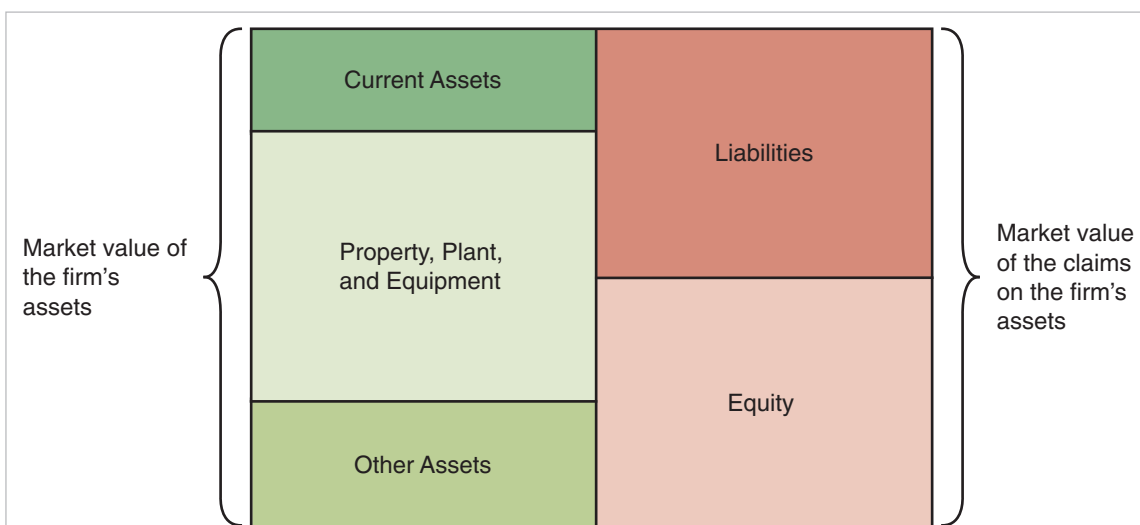 Current Assets
Liabilities
Property, Plant,
and Equipment
Market value of
the firm’s
assets
Market value
of the claims
on the firm’s
assets
Equity
Other Assets